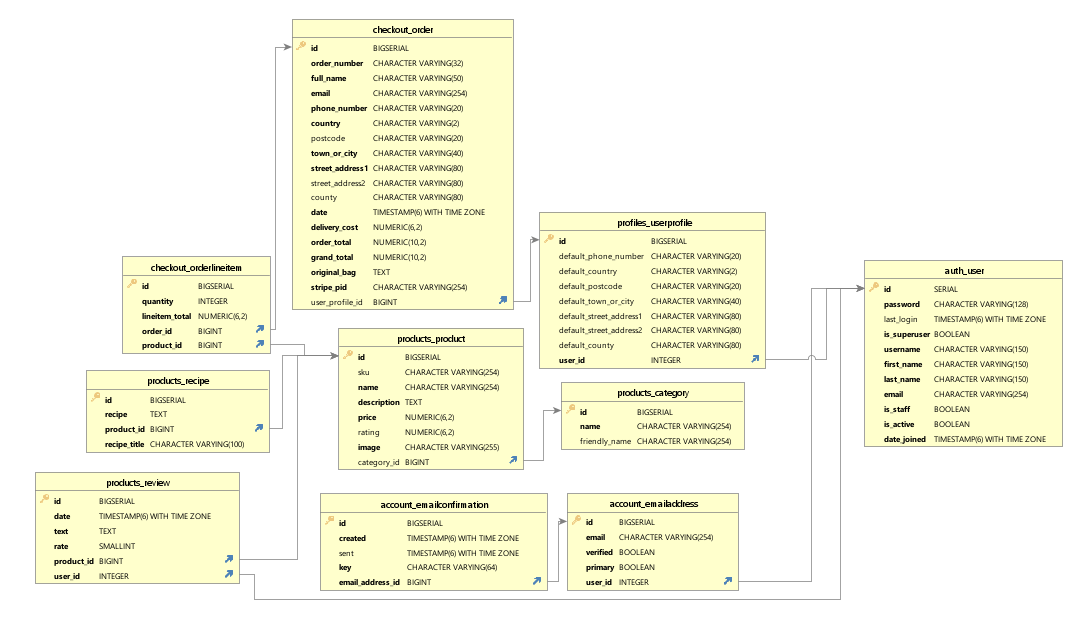 checkout_order
id BIGSERIAL
order_number CHARACTER VARYING(32)
full_name CHARACTER VARYING(50)
email CHARACTER VARYING(254)
phone_number CHARACTER VARYING(20)
country CHARACTER VARYING(2)
postcode CHARACTER VARYING(20)
town_or_city CHARACTER VARYING(40)
street_address1 CHARACTER VARYING(80)
street_address2 CHARACTER VARYING(80)
county CHARACTER VARYING(80)
date TIMESTAMP(6) WITH TIME ZONE
delivery_cost NUMERIC(6,2)
order_total NUMERIC(10,2)
grand_total NUMERIC(10,2)
original_bag TEXT
stripe_pid CHARACTER VARYING(254)
user_profile_id BIGINT
profiles_userprofile
id BIGSERIAL
default_phone_number CHARACTER VARYING(20)
default_country CHARACTER VARYING(2)
default_postcode CHARACTER VARYING(20)
default_town_or_city CHARACTER VARYING(40)
default_street_address1 CHARACTER VARYING(80)
default_street_address2 CHARACTER VARYING(80)
default_county CHARACTER VARYING(80)
user_id INTEGER
auth_user
id SERIAL
password CHARACTER VARYING(128)
last_login TIMESTAMP(6) WITH TIME ZONE
is_superuser BOOLEAN
username CHARACTER VARYING(150)
first_name CHARACTER VARYING(150)
last_name CHARACTER VARYING(150)
email CHARACTER VARYING(254)
is_staff BOOLEAN
is_active BOOLEAN
date_joined TIMESTAMP(6) WITH TIME ZONE
checkout_orderlineitem
id BIGSERIAL
quantity INTEGER
lineitem_total NUMERIC(6,2)
order_id BIGINT
product_id BIGINT
products_product
id BIGSERIAL
sku CHARACTER VARYING(254)
name CHARACTER VARYING(254)
description TEXT
price NUMERIC(6,2)
rating NUMERIC(6,2)
image CHARACTER VARYING(255)
category_id BIGINT
products_recipe
id BIGSERIAL
recipe TEXT
product_id BIGINT
recipe_title CHARACTER VARYING(100)
products_category
id BIGSERIAL
name CHARACTER VARYING(254)
friendly_name CHARACTER VARYING(254)
products_review
id BIGSERIAL
date TIMESTAMP(6) WITH TIME ZONE
text TEXT
rate SMALLINT
product_id BIGINT
user_id INTEGER
account_emailconfirmation
id BIGSERIAL
created TIMESTAMP(6) WITH TIME ZONE
sent TIMESTAMP(6) WITH TIME ZONE
key CHARACTER VARYING(64)
email_address_id BIGINT
account_emailaddress
id BIGSERIAL
email CHARACTER VARYING(254)
verified BOOLEAN
primary BOOLEAN
user_id INTEGER